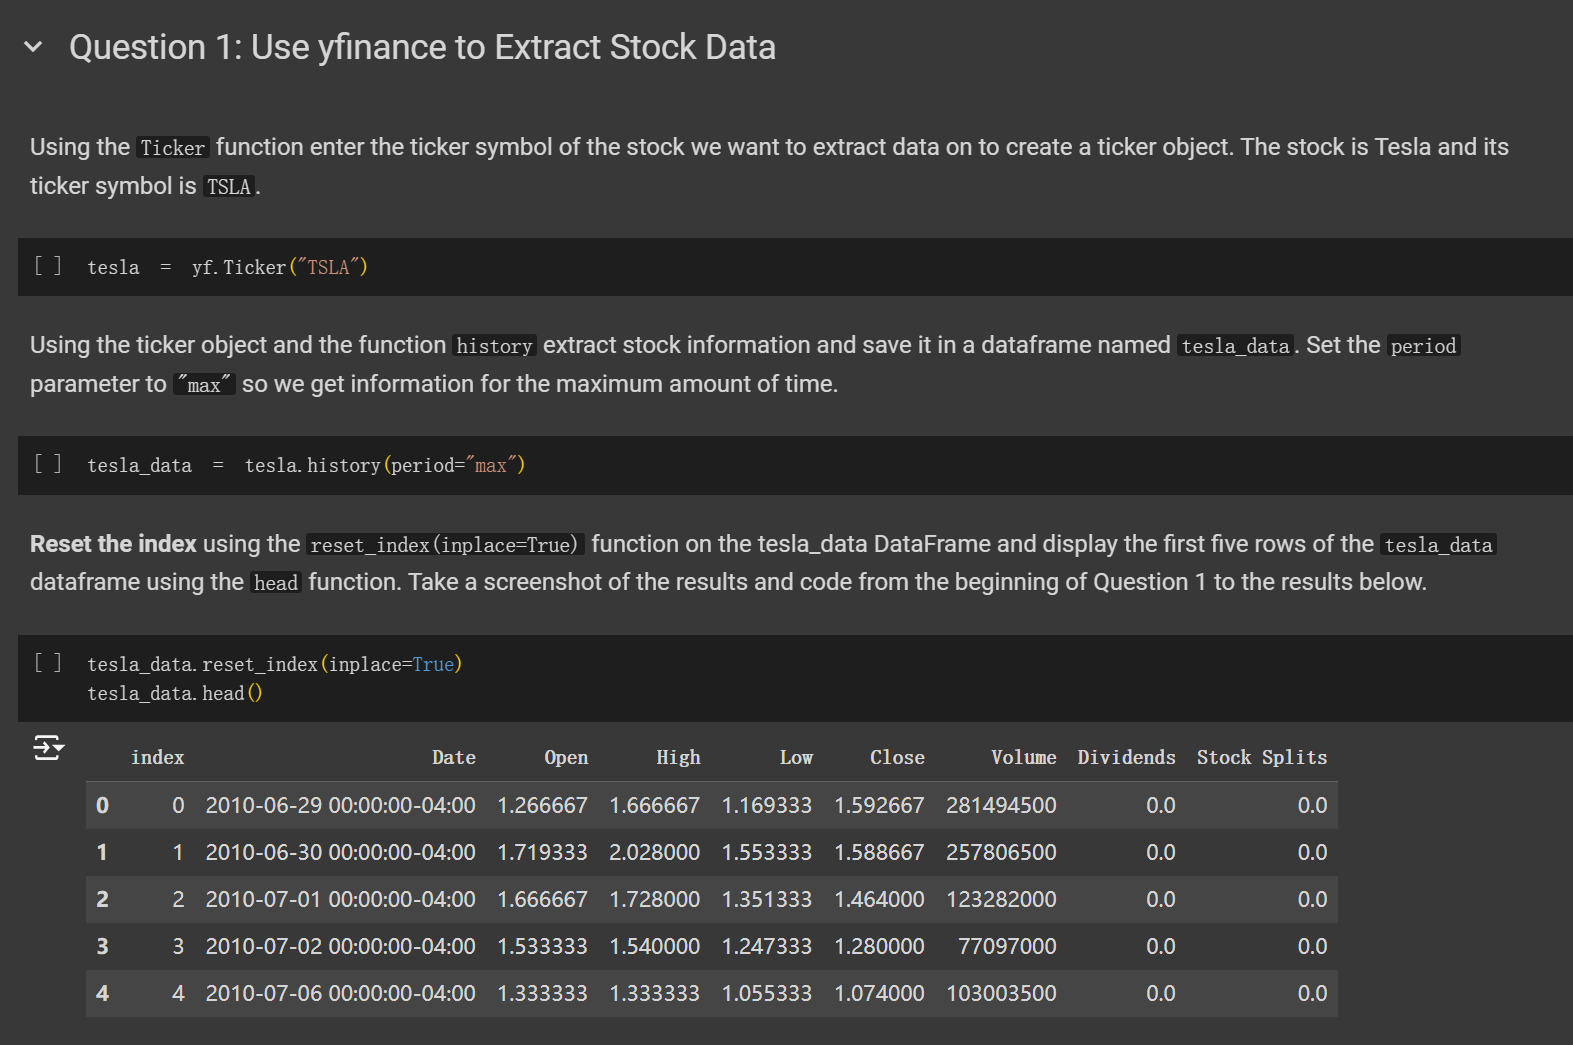 Question 1: Use yfinance to Extract Stock Data
Using the Ticker function enter the ticker symbol of the stock we want to extract data on to create a ticker object. The stock is Tesla and its
ticker symbol is TSLA.
[ ] tesla = yf.Ticker("TSLA")
Using the ticker object and the function history extract stock information and save it in a dataframe named tesla_data. Set the period
parameter to "max" so we get information for the maximum amount of time.
[ ] tesla_data = tesla.history(period="max")
Reset the index using the reset_index(inplace=True) function on the tesla_data DataFrame and display the first five rows of the tesla_data
dataframe using the head function. Take a screenshot of the results and code from the beginning of Question 1 to the results below.
[ ] tesla_data.reset_index(inplace=True)
tesla_data.head()
index Date Open High Low Close Volume Dividends Stock Splits
0 0 2010-06-29 00:00:00-04:00 1.266667 1.666667 1.169333 1.592667 281494500 0.0 0.0
1 1 2010-06-30 00:00:00-04:00 1.719333 2.028000 1.553333 1.588667 257806500 0.0 0.0
2 2 2010-07-01 00:00:00-04:00 1.666667 1.728000 1.351333 1.464000 123282000 0.0 0.0
3 3 2010-07-02 00:00:00-04:00 1.533333 1.540000 1.247333 1.280000 77097000 0.0 0.0
4 4 2010-07-06 00:00:00-04:00 1.333333 1.333333 1.055333 1.074000 103003500 0.0 0.0